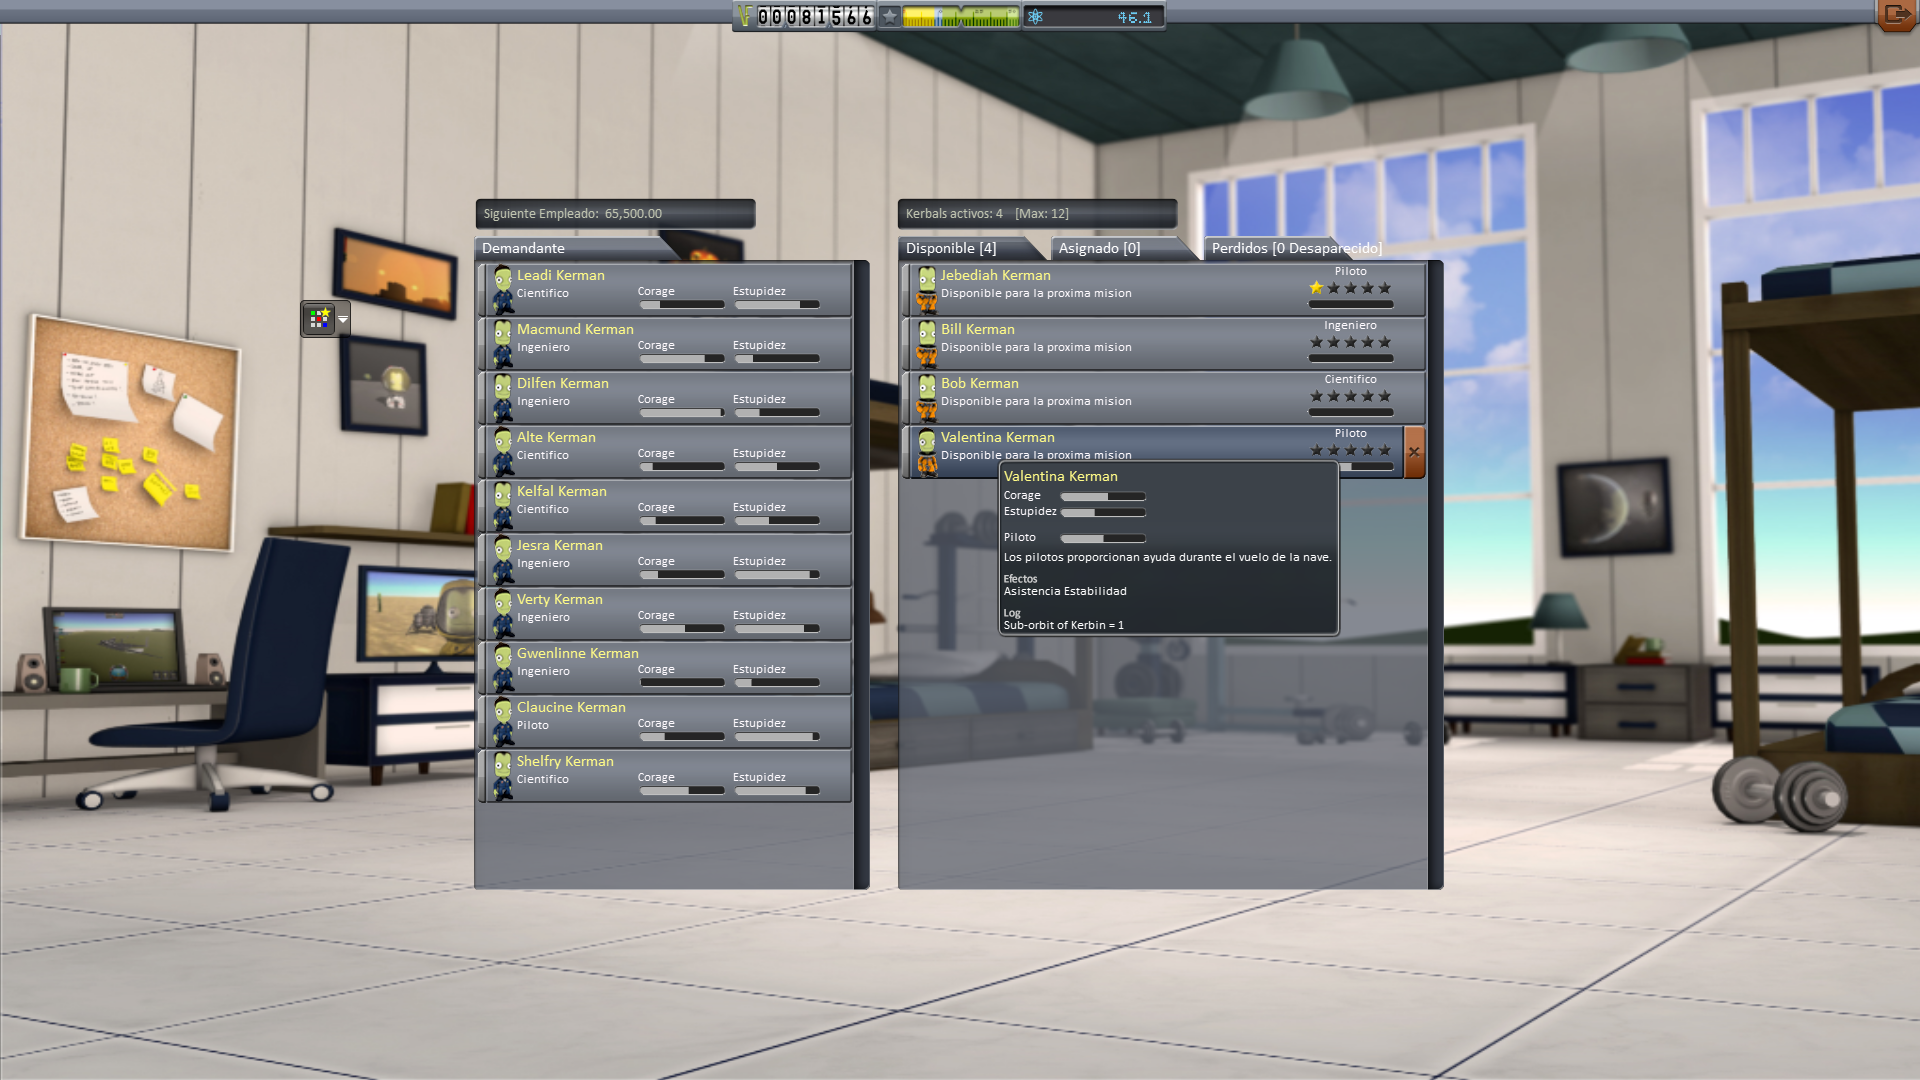 00081566
46.1
Siguiente Empleado: 65,500.00
Demandante
Leadi Kerman
Cientifico
Corage
Estupidez
Macmund Kerman
Ingeniero
Corage
Estupidez
Dilfen Kerman
Ingeniero
Corage
Estupidez
Alte Kerman
Cientifico
Corage
Estupidez
Kelfal Kerman
Cientifico
Corage
Estupidez
Jesra Kerman
Ingeniero
Corage
Estupidez
Verty Kerman
Ingeniero
Corage
Estupidez
Gwenlinne Kerman
Ingeniero
Corage
Estupidez
Claucine Kerman
Piloto
Corage
Estupidez
Shelfry Kerman
Cientifico
Corage
Estupidez
Kerbals activos: 4 [Max: 12]
Disponible [4]
Asignado [0]
Perdidos [0 Desaparecido]
Jebediah Kerman
Disponible para la proxima mision
Piloto
Bill Kerman
Disponible para la proxima mision
Ingeniero
Bob Kerman
Disponible para la proxima mision
Cientifico
Valentina Kerman
Disponible para la proxima mision
Piloto
Valentina Kerman
Corage
Estupidez
Piloto
Los pilotos proporcionan ayuda durante el vuelo de la nave.
Efectos
Asistencia Estabilidad
Log
Sub-orbit of Kerbin = 1